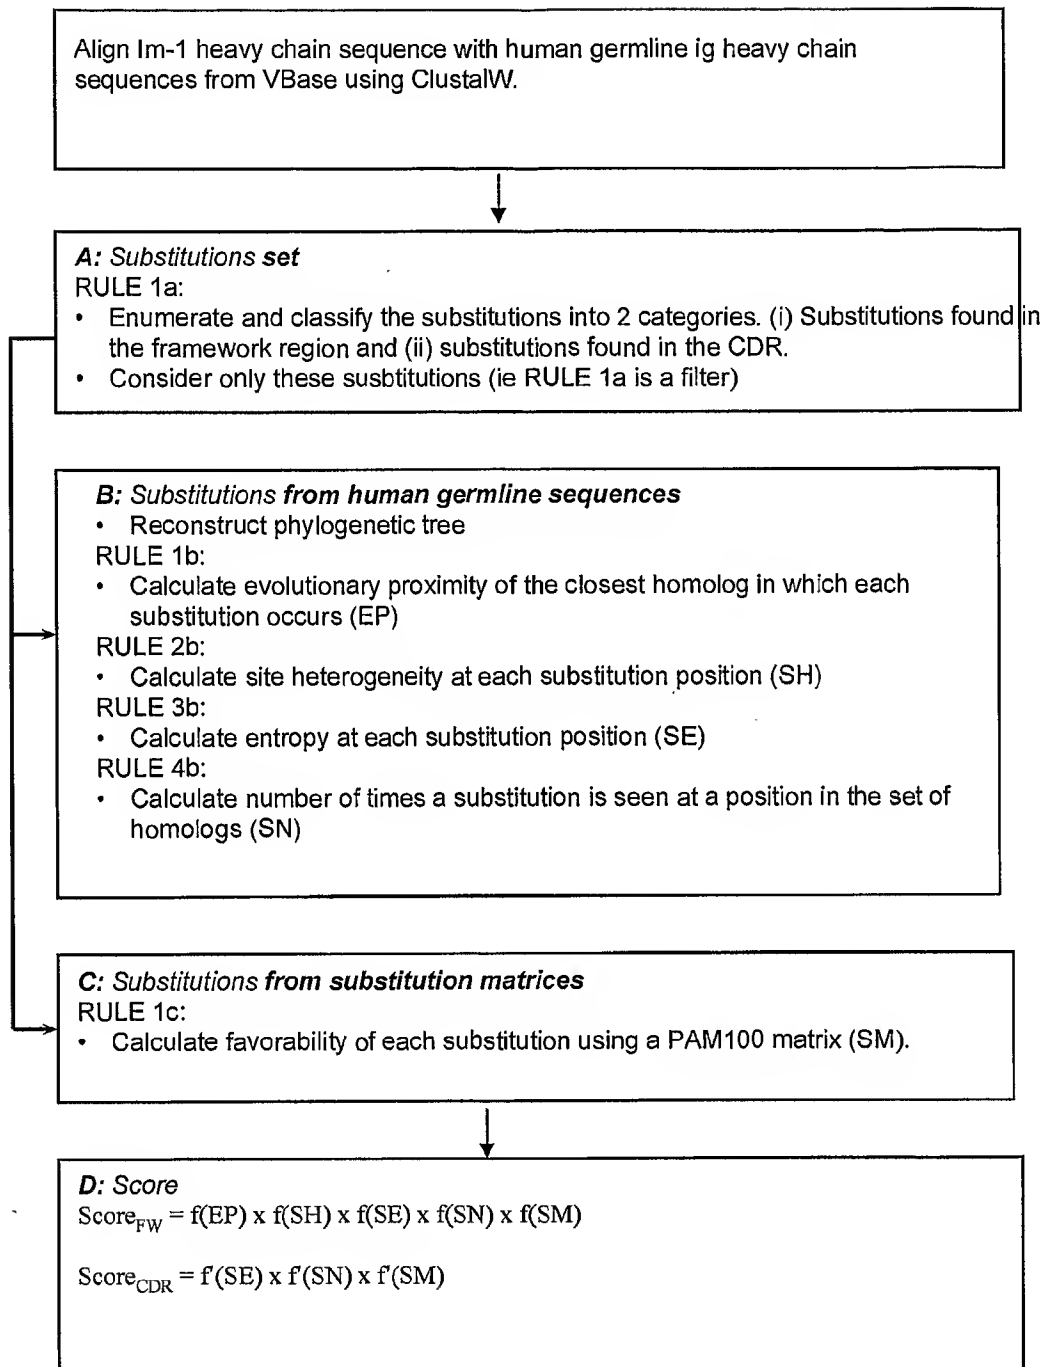 Align Im-1 heavy chain sequence with human germline ig heavy chain
sequences from VBase using ClustalW.
A: Substitutions set
RULE 1a:
• Enumerate and classify the substitutions into 2 categories. (i) Substitutions found in
the framework region and (ii) substitutions found in the CDR.
• Consider only these susbtitutions (ie RULE 1a is a filter)
B: Substitutions from human germline sequences
• Reconstruct phylogenetic tree
RULE 1b:
• Calculate evolutionary proximity of the closest homolog in which each
substitution occurs (EP)
RULE 2b:
• Calculate site heterogeneity at each substitution position (SH)
RULE 3b:
• Calculate entropy at each substitution position (SE)
RULE 4b:
• Calculate number of times a substitution is seen at a position in the set of
homologs (SN)
C: Substitutions from substitution matrices
RULE 1c:
• Calculate favorability of each substitution using a PAM100 matrix (SM).
D: Score
Score_FW = f(EP) x f(SH) x f(SE) x f(SN) x f(SM)
Score_CDR = f'(SE) x f'(SN) x f'(SM)